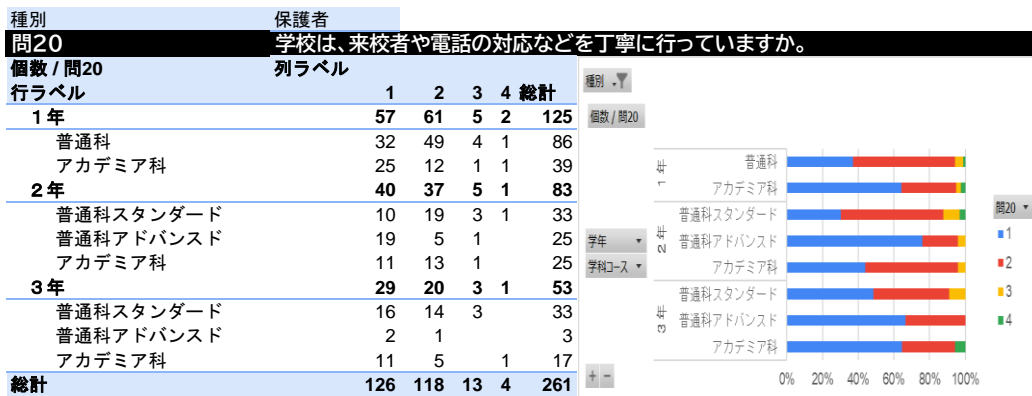 種別 保護者
問20 学校は、来校者や電話の対応などを丁寧に行っていますか。
個数 / 問20 列ラベル
行ラベル 1 2 3 4 総計
1年 57 61 5 2 125
普通科 32 49 4 1 86
アカデミア科 25 12 1 1 39
2年 40 37 5 1 83
普通科スタンダード 10 19 3 1 33
普通科アドバンスド 19 5 1 25
アカデミア科 11 13 1 25
3年 29 20 3 1 53
普通科スタンダード 16 14 3 33
普通科アドバンスド 2 1 3
アカデミア科 11 5 1 17
総計 126 118 13 4 261
種別
個数 / 問20
学年
学科コース
1年
普通科
アカデミア科
2年
普通科スタンダード
普通科アドバンスド
アカデミア科
3年
普通科スタンダード
普通科アドバンスド
アカデミア科
0% 20% 40% 60% 80% 100%
問20
1
2
3
4
+ -